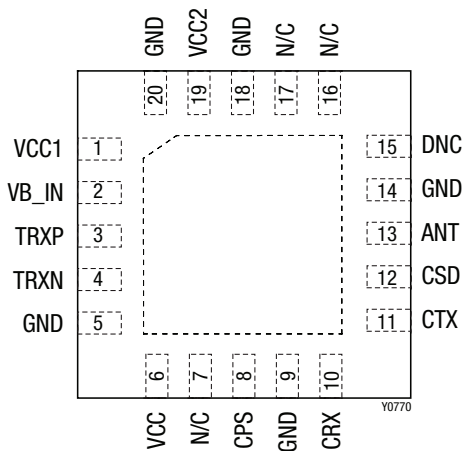 GND VCC2 GND N/C N/C
20 19 18 17 16
VCC1 1
VB_IN 2
TRXP 3
TRXN 4
GND 5
15 DNC
14 GND
13 ANT
12 CSD
11 CTX
6 7 8 9 10
VCC N/C CPS GND CRX
Y0770